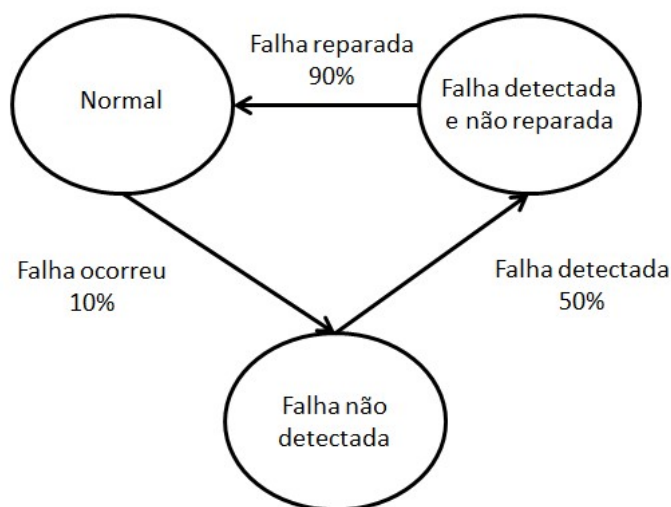 Falha reparada
90%
Normal
Falha detectada
e não reparada
Falha ocorreu
10%
Falha detectada
50%
Falha não
detectada